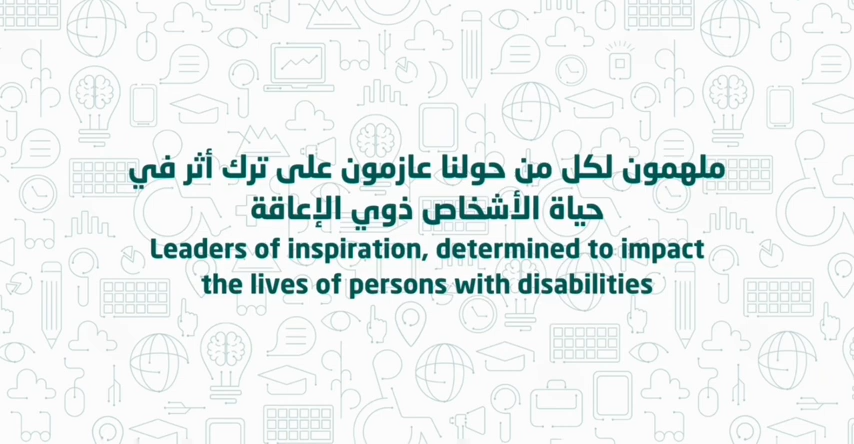 ملهمون لكل من حولنا عازمون على ترك أثر في
حياة الأشخاص ذوي الإعاقة
Leaders of inspiration, determined to impact
the lives of persons with disabilities